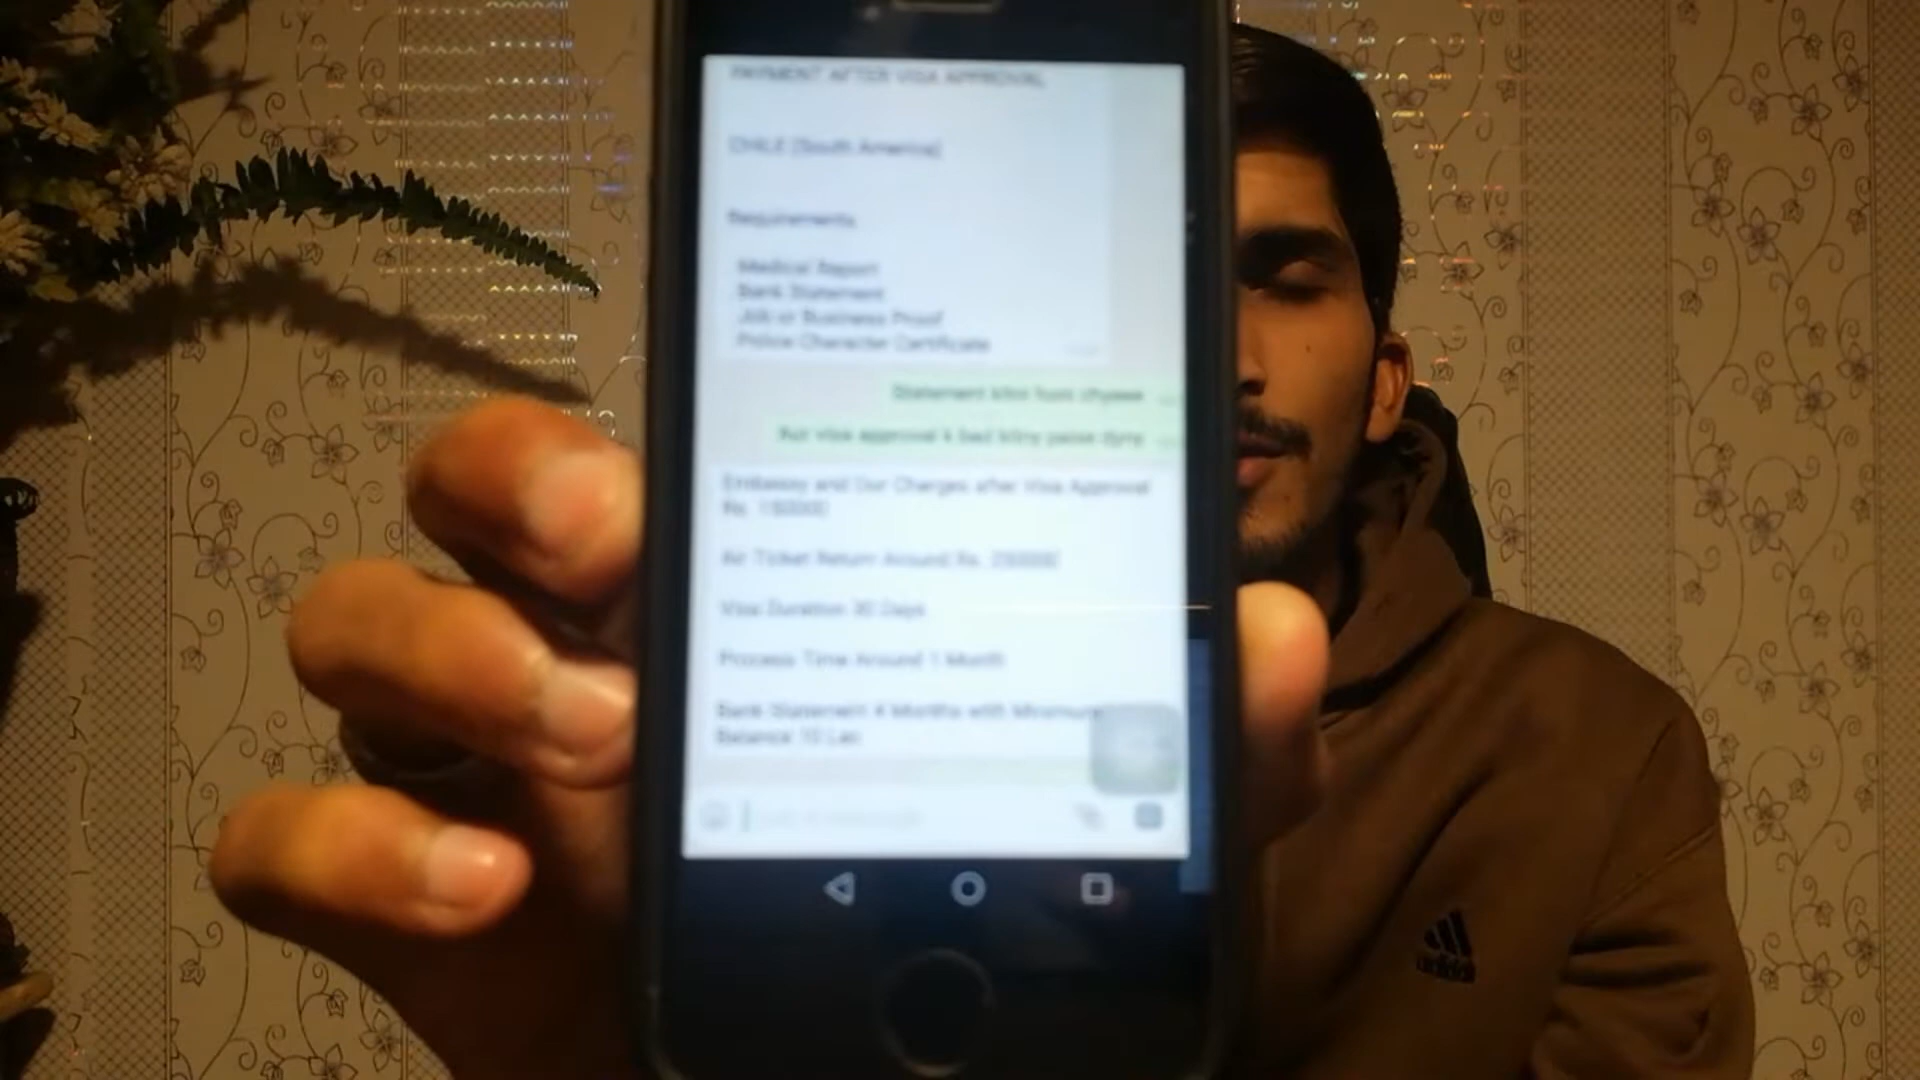 PAYMENT AFTER VISA APPROVAL
CHILE (South America)
Requirements
Medical Report
Bank Statement
Job or Business Proof
Police Character Certificate
Statement kitni honi chyeee
Aur visa approval k bad kitny paise dyny
Embassy and Our Charges after Visa Approval
Rs. 150000
Air Ticket Return Around Rs. 250000
Visa Duration 30 Days
Process Time Around 1 Month
Bank Statement 4 Months with Minimum
Balance 10 Lac
adidas